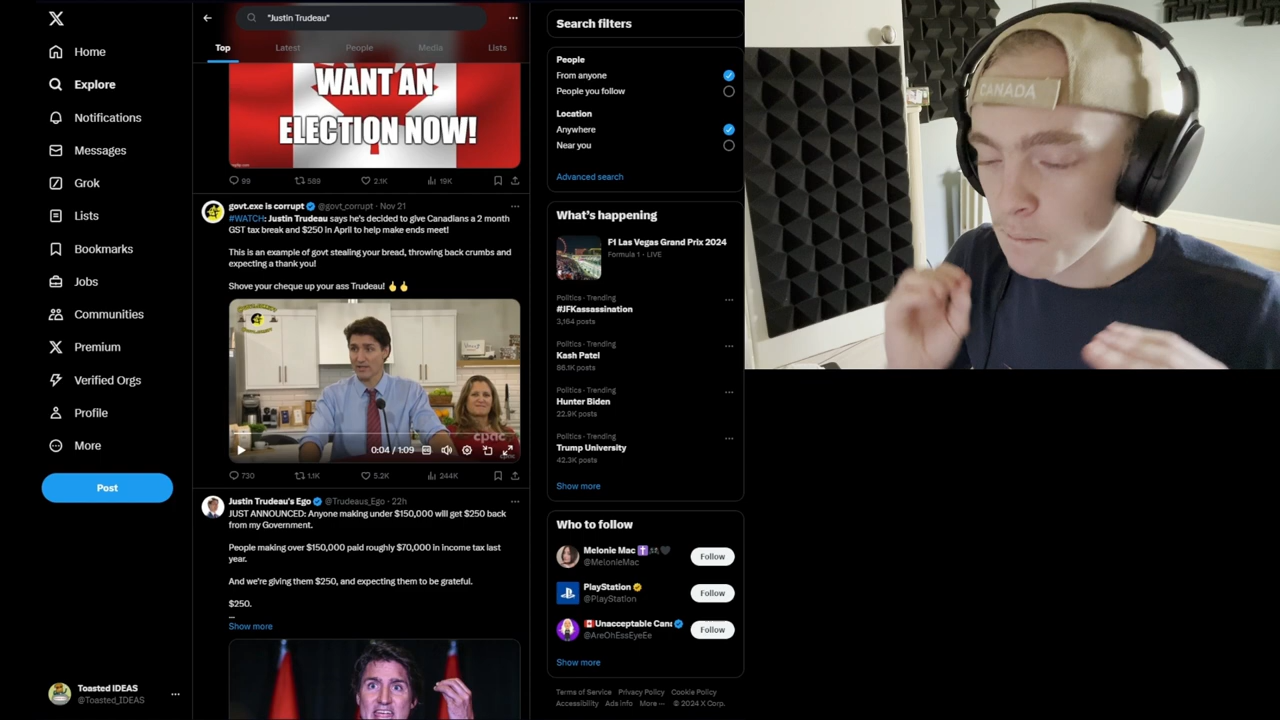 Home
Explore
Notifications
Messages
Grok
Lists
Bookmarks
Jobs
Communities
Premium
Verified Orgs
Profile
More
Post
Toasted IDEAS
@Toasted_IDEAS
"Justin Trudeau"
Top
Latest
People
Media
Lists
WANT AN
ELECTION NOW!
99
589
2.1K
19K
govt.exe is corrupt @govt_corrupt · Nov 21
#WATCH: Justin Trudeau says he's decided to give Canadians a 2 month
GST tax break and $250 in April to help make ends meet!
This is an example of govt stealing your bread, throwing back crumbs and
expecting a thank you!
Shove your cheque up your ass Trudeau! 🖕🖕
cpac
0:04 / 1:09
730
1.1K
5.2K
244K
Justin Trudeau's Ego @Trudeaus_Ego · 22h
JUST ANNOUNCED: Anyone making under $150,000 will get $250 back
from my Government.
People making over $150,000 paid roughly $70,000 in income tax last
year.
And we're giving them $250, and expecting them to be grateful.
$250.
...
Show more
Search filters
People
From anyone
People you follow
Location
Anywhere
Near you
Advanced search
What's happening
F1 Las Vegas Grand Prix 2024
Formula 1 · LIVE
Politics · Trending
#JFKassassination
3,164 posts
Politics · Trending
Kash Patel
86.1K posts
Politics · Trending
Hunter Biden
22.9K posts
Politics · Trending
Trump University
42.3K posts
Show more
Who to follow
Melonie Mac
@MelonieMac
Follow
PlayStation
@PlayStation
Follow
Unacceptable Cana
@AreOhEssEyeEe
Follow
Show more
Terms of Service Privacy Policy Cookie Policy
Accessibility Ads info More ··· © 2024 X Corp.
CANADA